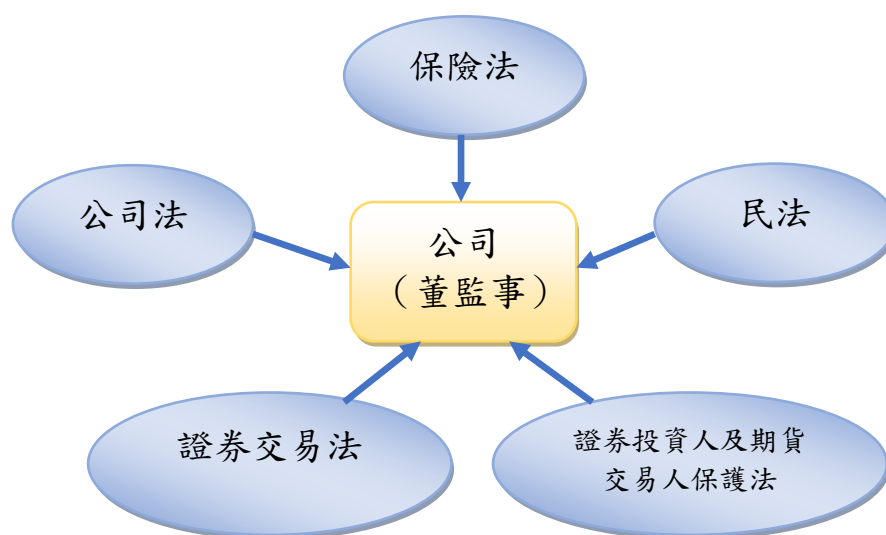 保險法
公司法
民法
公司
（董監事）
證券交易法
證券投資人及期貨
交易人保護法